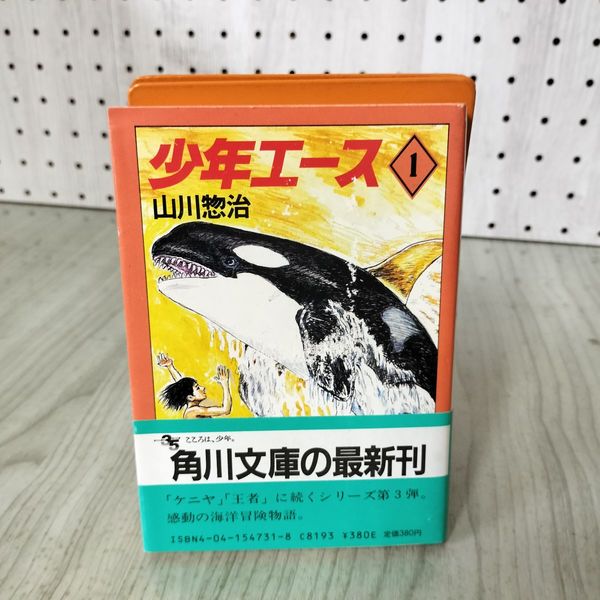 少年エース
1
山川惣治
35 こころは、少年。
角川文庫の最新刊
「ケニヤ」「王者」に続くシリーズ第3弾。
感動の海洋冒険物語。
ISBN4-04-154731-8 C8193 ¥380E 定価380円